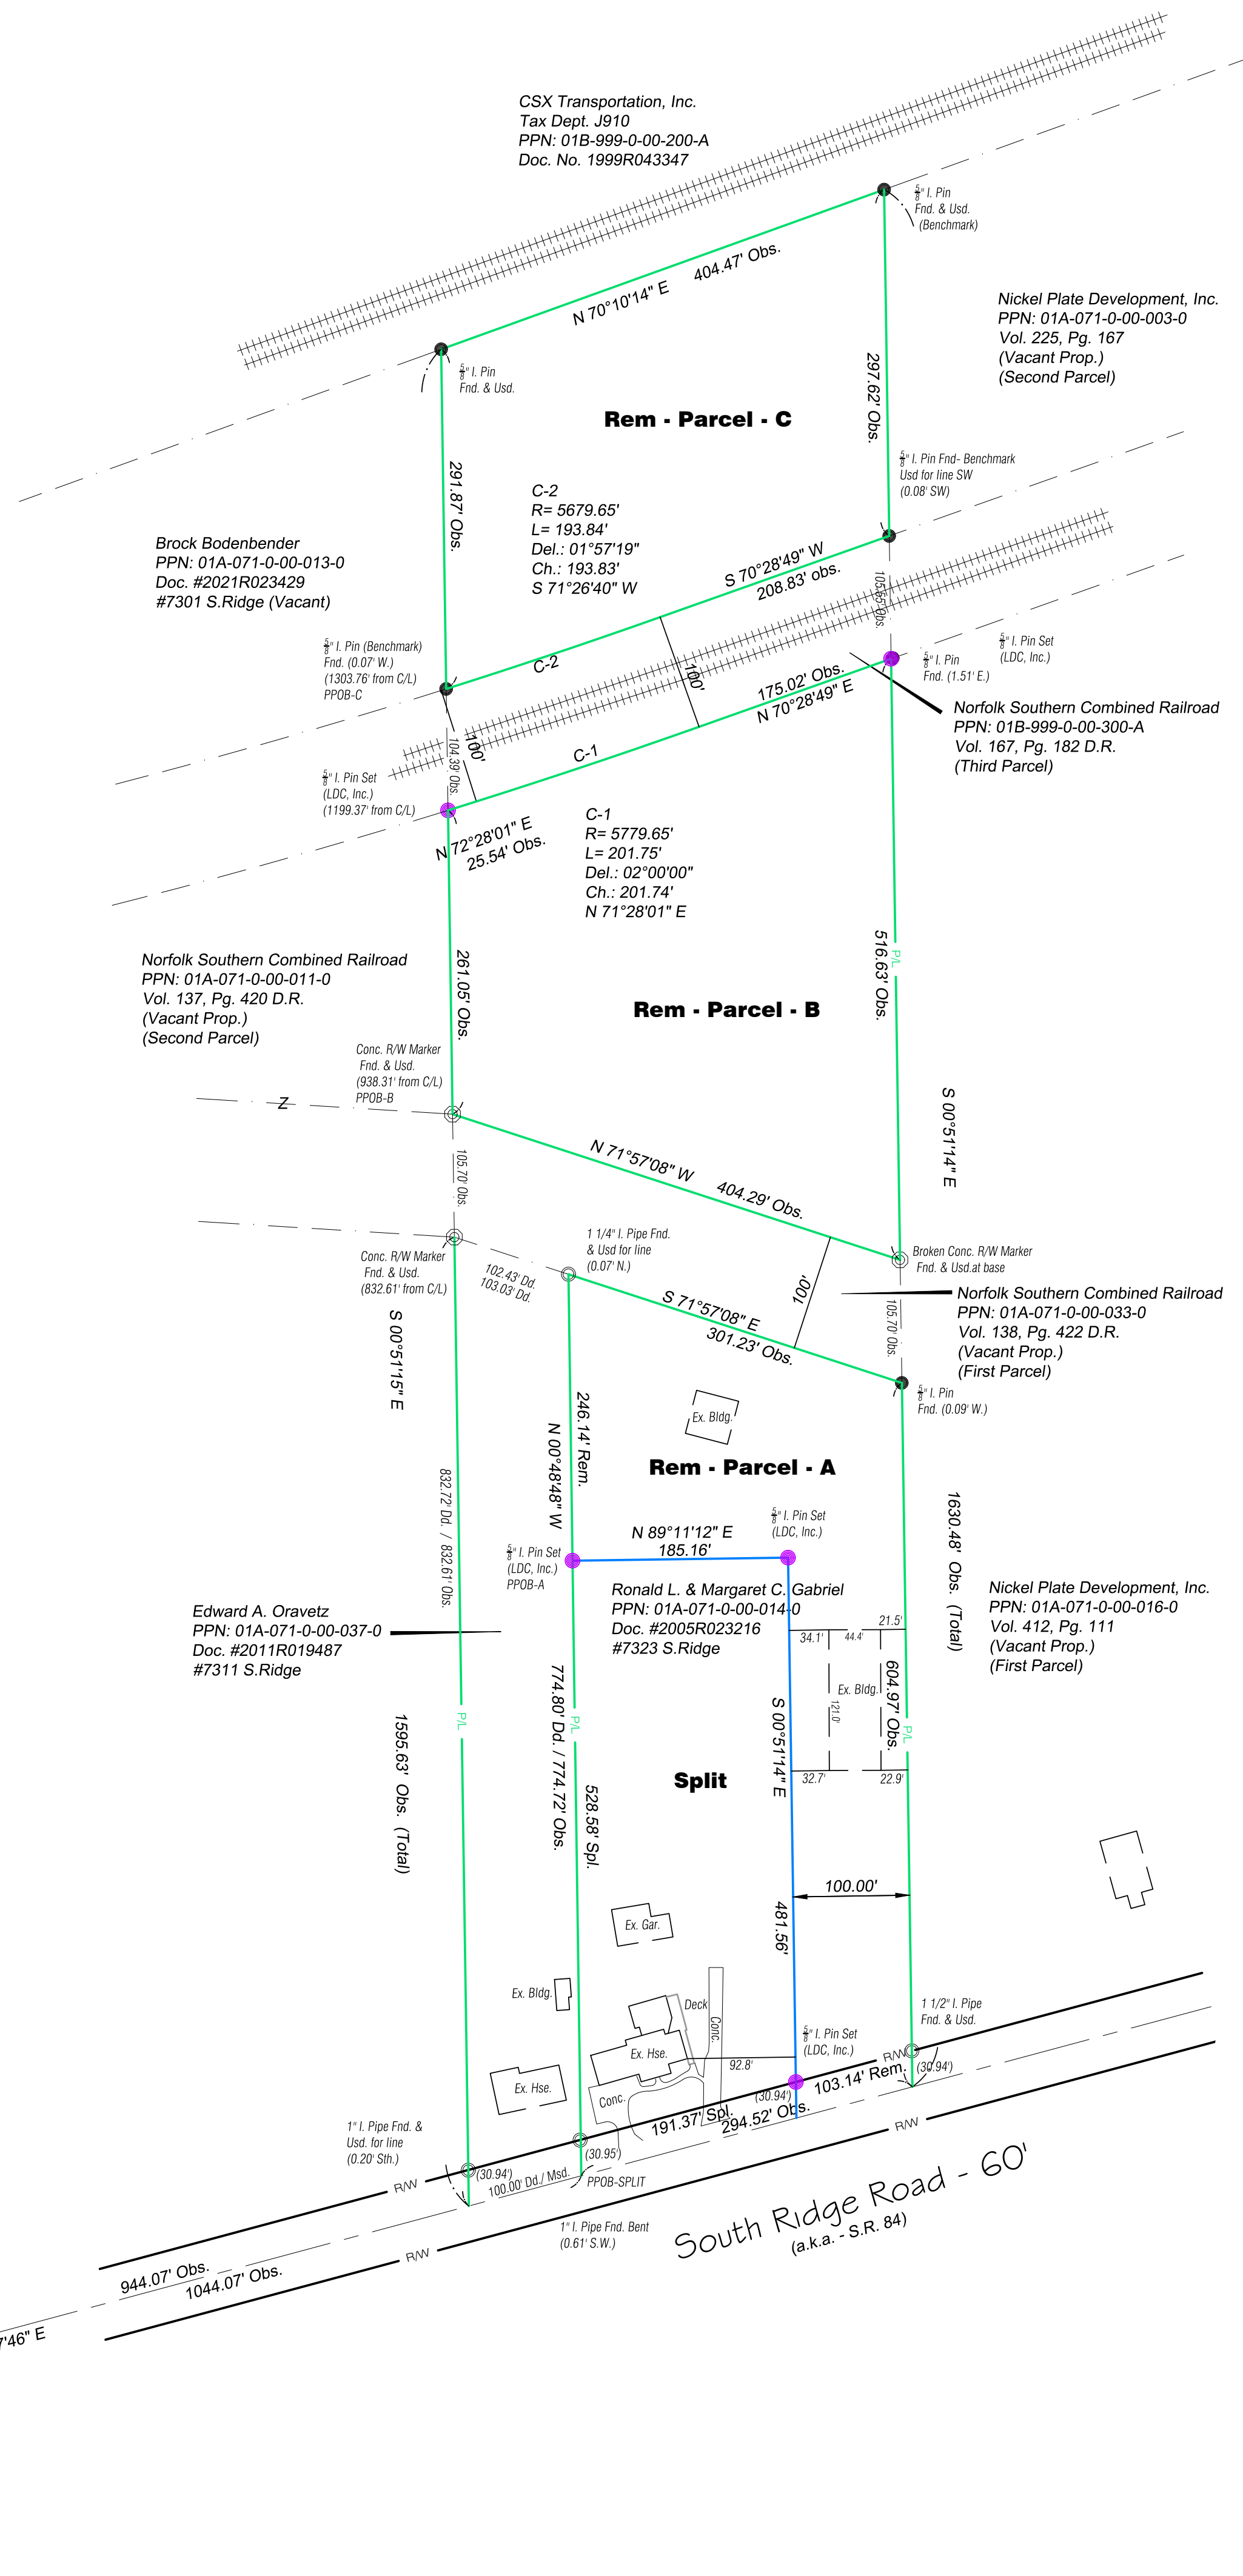 CSX Transportation, Inc.
Tax Dept. J910
PPN: 01B-999-0-00-200-A
Doc. No. 1999R043347
5/8" I. Pin
Fnd. & Usd.
(Benchmark)
N 70°10'14" E 404.47' Obs.
Nickel Plate Development, Inc.
PPN: 01A-071-0-00-003-0
Vol. 225, Pg. 167
(Vacant Prop.)
(Second Parcel)
5/8" I. Pin
Fnd. & Usd.
297.62' Obs.
Rem - Parcel - C
5/8" I. Pin Fnd- Benchmark
Usd for line SW
(0.08' SW)
291.87' Obs.
C-2
R= 5679.65'
L= 193.84'
Del.: 01°57'19"
Ch.: 193.83'
S 71°26'40" W
Brock Bodenbender
PPN: 01A-071-0-00-013-0
Doc. #2021R023429
#7301 S.Ridge (Vacant)
S 70°28'49" W
208.83' obs.
105.65' Obs.
5/8" I. Pin (Benchmark)
Fnd. (0.07' W.)
(1303.76' from C/L)
PPOB-C
C-2
100'
5/8" I. Pin Set
(LDC, Inc.)
5/8" I. Pin
Fnd. (1.51' E.)
175.02' Obs.
N 70°28'49" E
Norfolk Southern Combined Railroad
PPN: 01B-999-0-00-300-A
Vol. 167, Pg. 182 D.R.
(Third Parcel)
100'
104.39' Obs.
C-1
5/8" I. Pin Set
(LDC, Inc.)
(1199.37' from C/L)
N 72°28'01" E
25.54' Obs.
C-1
R= 5779.65'
L= 201.75'
Del.: 02°00'00"
Ch.: 201.74'
N 71°28'01" E
516.63' Obs.
P/L
Norfolk Southern Combined Railroad
PPN: 01A-071-0-00-011-0
Vol. 137, Pg. 420 D.R.
(Vacant Prop.)
(Second Parcel)
261.05' Obs.
Rem - Parcel - B
Conc. R/W Marker
Fnd. & Usd.
(938.31' from C/L)
PPOB-B
Z
S 00°51'14" E
N 71°57'08" W 404.29' Obs.
105.70' Obs.
1 1/4" I. Pipe Fnd.
& Usd for line
(0.07' N.)
Broken Conc. R/W Marker
Fnd. & Usd.at base
Conc. R/W Marker
Fnd. & Usd.
(832.61' from C/L)
102.43' Dd.
103.03' Dd.
100'
Norfolk Southern Combined Railroad
PPN: 01A-071-0-00-033-0
Vol. 138, Pg. 422 D.R.
(Vacant Prop.)
(First Parcel)
105.70' Obs.
S 71°57'08" E
301.23' Obs.
S 00°51'15" E
5/8" I. Pin
Fnd. (0.09' W.)
Ex. Bldg.
246.14' Rem.
N 00°48'48" W
Rem - Parcel - A
832.72' Dd. / 832.61' Obs.
5/8" I. Pin Set
(LDC, Inc.)
1630.48' Obs. (Total)
N 89°11'12" E
185.16'
5/8" I. Pin Set
(LDC, Inc.)
PPOB-A
Ronald L. & Margaret C. Gabriel
PPN: 01A-071-0-00-014-0
Doc. #2005R023216
#7323 S.Ridge
Nickel Plate Development, Inc.
PPN: 01A-071-0-00-016-0
Vol. 412, Pg. 111
(Vacant Prop.)
(First Parcel)
Edward A. Oravetz
PPN: 01A-071-0-00-037-0
Doc. #2011R019487
#7311 S.Ridge
21.5'
34.1'
44.4'
Ex. Bldg.
121.0'
604.97' Obs.
P/L
32.7'
22.9'
774.80' Dd. / 774.72' Obs.
P/L
P/L
S 00°51'14" E
Split
1595.63' Obs. (Total)
528.58' Spl.
100.00'
481.56'
Ex. Gar.
Ex. Bldg.
Deck
Conc.
1 1/2" I. Pipe
Fnd. & Usd.
5/8" I. Pin Set
(LDC, Inc.)
Ex. Hse.
92.8'
R/W
(30.94')
103.14' Rem.
Ex. Hse.
Conc.
(30.94')
191.37' Spl.
294.52' Obs.
R/W
1" I. Pipe Fnd. &
Usd. for line
(0.20' Sth.)
(30.95')
(30.94')
100.00' Dd./ Msd.
PPOB-SPLIT
R/W
1" I. Pipe Fnd. Bent
(0.61' S.W.)
South Ridge Road - 60'
(a.k.a. - S.R. 84)
R/W
944.07' Obs.
1044.07' Obs.
7'46" E